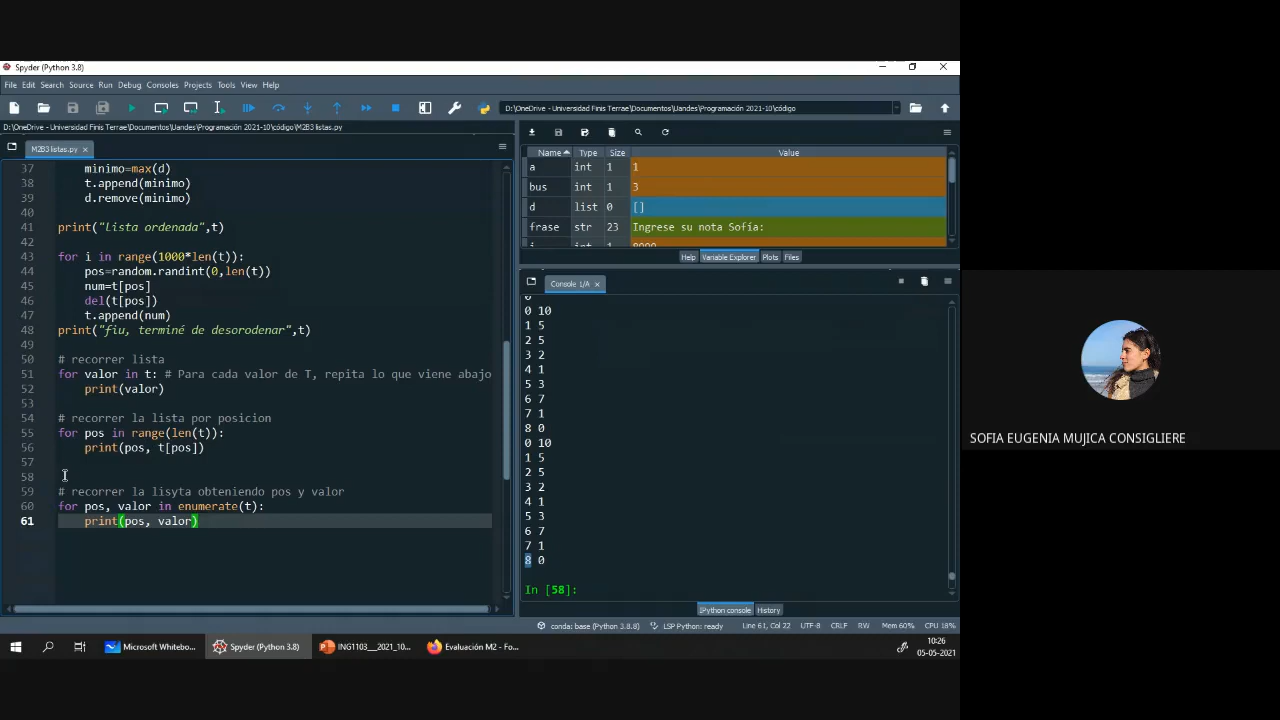 Spyder (Python 3.8)
File Edit Search Source Run Debug Consoles Projects Tools View Help
D:\OneDrive - Universidad Finis Terrae\Documentos\Uandes\Programación 2021-10\código
D:\OneDrive - Universidad Finis Terrae\Documentos\Uandes\Programación 2021-10\código\M2B3 listas.py
M2B3 listas.py
37 minimo=max(d)
38 t.append(minimo)
39 d.remove(minimo)
40
41 print("Lista ordenada",t)
42
43 for i in range(1000*len(t)):
44 pos=random.randint(0,len(t))
45 num=t[pos]
46 del(t[pos])
47 t.append(num)
48 print("fiu, terminé de desorodenar",t)
49
50 # recorrer lista
51 for valor in t: # Para cada valor de T, repita lo que viene abajo
52 print(valor)
53
54 # recorrer la lista por posicion
55 for pos in range(len(t)):
56 print(pos, t[pos])
57
58
59 # recorrer la lisyta obteniendo pos y valor
60 for pos, valor in enumerate(t):
61 print(pos, valor)
Name Type Size Value
a int 1 1
bus int 1 3
d list 0 []
frase str 23 Ingrese su nota Sofía:
i int 1 8000
Help Variable Explorer Plots Files
Console 1/A
0
0 10
1 5
2 5
3 2
4 1
5 3
6 7
7 1
8 0
0 10
1 5
2 5
3 2
4 1
5 3
6 7
7 1
8 0
In [58]:
IPython console History
conda: base (Python 3.8.8) LSP Python: ready Line 61, Col 22 UTF-8 CRLF RW Mem 60% CPU 18%
Microsoft Whitebo... Spyder (Python 3.8) ING1103___2021_10... Evaluación M2 - Fo...
10:26
05-05-2021
SOFIA EUGENIA MUJICA CONSIGLIERE